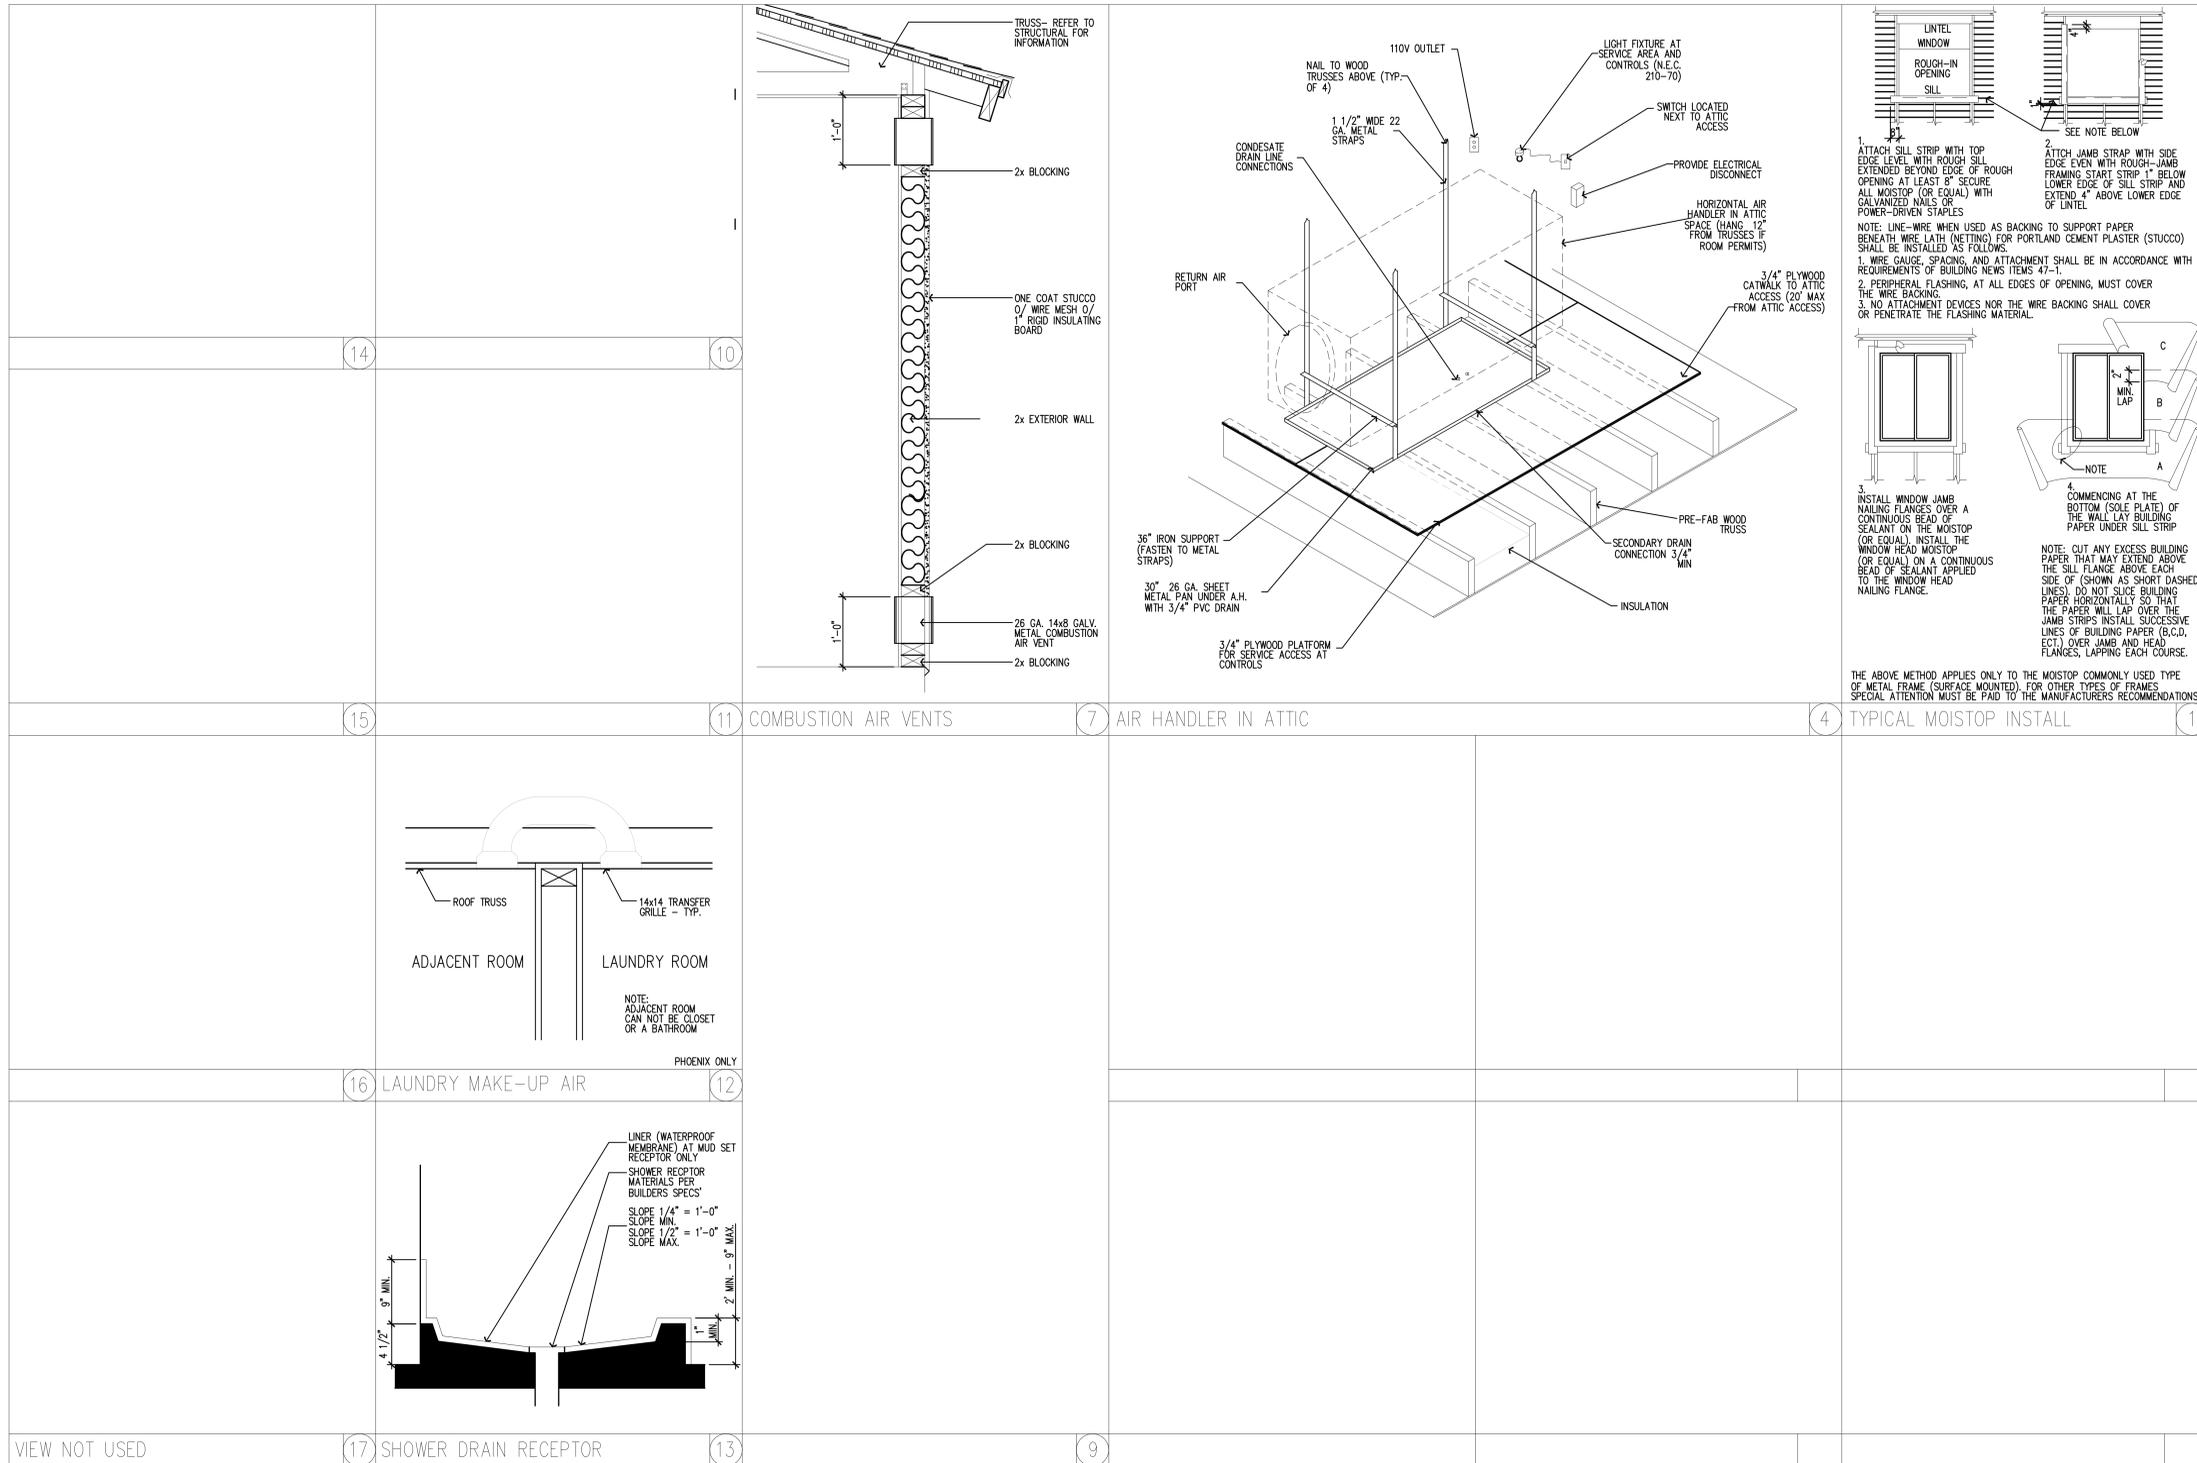 14
10
15
11
TRUSS- REFER TO
STRUCTURAL FOR
INFORMATION
1'-0"
2x BLOCKING
ONE COAT STUCCO
O/ WIRE MESH O/
1" RIGID INSULATING
BOARD
2x EXTERIOR WALL
2x BLOCKING
1'-0"
26 GA. 14x8 GALV.
METAL COMBUSTION
AIR VENT
2x BLOCKING
COMBUSTION AIR VENTS
7
110V OUTLET
LIGHT FIXTURE AT
SERVICE AREA AND
CONTROLS (N.E.C.
210-70)
NAIL TO WOOD
TRUSSES ABOVE (TYP.
OF 4)
SWITCH LOCATED
NEXT TO ATTIC
ACCESS
1 1/2" WIDE 22
GA. METAL
STRAPS
CONDESATE
DRAIN LINE
CONNECTIONS
PROVIDE ELECTRICAL
DISCONNECT
HORIZONTAL AIR
HANDLER IN ATTIC
SPACE (HANG 12"
FROM TRUSSES IF
ROOM PERMITS)
RETURN AIR
PORT
3/4" PLYWOOD
CATWALK TO ATTIC
ACCESS (20' MAX
FROM ATTIC ACCESS)
PRE-FAB WOOD
TRUSS
36" IRON SUPPORT
(FASTEN TO METAL
STRAPS)
SECONDARY DRAIN
CONNECTION 3/4"
MIN
30" 26 GA. SHEET
METAL PAN UNDER A.H.
WITH 3/4" PVC DRAIN
INSULATION
3/4" PLYWOOD PLATFORM
FOR SERVICE ACCESS AT
CONTROLS
AIR HANDLER IN ATTIC
4
LINTEL
WINDOW
ROUGH-IN
OPENING
SILL
8"
4"
1"
SEE NOTE BELOW
1.
ATTACH SILL STRIP WITH TOP
EDGE LEVEL WITH ROUGH SILL
EXTENDED BEYOND EDGE OF ROUGH
OPENING AT LEAST 8" SECURE
ALL MOISTOP (OR EQUAL) WITH
GALVANIZED NAILS OR
POWER-DRIVEN STAPLES
2.
ATTCH JAMB STRAP WITH SIDE
EDGE EVEN WITH ROUGH-JAMB
FRAMING START STRIP 1" BELOW
LOWER EDGE OF SILL STRIP AND
EXTEND 4" ABOVE LOWER EDGE
OF LINTEL
NOTE: LINE-WIRE WHEN USED AS BACKING TO SUPPORT PAPER
BENEATH WIRE LATH (NETTING) FOR PORTLAND CEMENT PLASTER (STUCCO)
SHALL BE INSTALLED AS FOLLOWS.
1. WIRE GAUGE, SPACING, AND ATTACHMENT SHALL BE IN ACCORDANCE WITH
REQUIREMENTS OF BUILDING NEWS ITEMS 47-1.
2. PERIPHERAL FLASHING, AT ALL EDGES OF OPENING, MUST COVER
THE WIRE BACKING.
3. NO ATTACHMENT DEVICES NOR THE WIRE BACKING SHALL COVER
OR PENETRATE THE FLASHING MATERIAL.
C
2"
MIN.
LAP
B
A
NOTE
3.
INSTALL WINDOW JAMB
NAILING FLANGES OVER A
CONTINUOUS BEAD OF
SEALANT ON THE MOISTOP
(OR EQUAL). INSTALL THE
WINDOW HEAD MOISTOP
(OR EQUAL) ON A CONTINUOUS
BEAD OF SEALANT APPLIED
TO THE WINDOW HEAD
NAILING FLANGE.
4.
COMMENCING AT THE
BOTTOM (SOLE PLATE) OF
THE WALL LAY BUILDING
PAPER UNDER SILL STRIP
NOTE: CUT ANY EXCESS BUILDING
PAPER THAT MAY EXTEND ABOVE
THE SILL FLANGE ABOVE EACH
SIDE OF (SHOWN AS SHORT DASHED
LINES). DO NOT SLICE BUILDING
PAPER HORIZONTALLY SO THAT
THE PAPER WILL LAP OVER THE
JAMB STRIPS INSTALL SUCCESSIVE
LINES OF BUILDING PAPER (B,C,D,
ECT.) OVER JAMB AND HEAD
FLANGES, LAPPING EACH COURSE.
THE ABOVE METHOD APPLIES ONLY TO THE MOISTOP COMMONLY USED TYPE
OF METAL FRAME (SURFACE MOUNTED). FOR OTHER TYPES OF FRAMES
SPECIAL ATTENTION MUST BE PAID TO THE MANUFACTURERS RECOMMENDATIONS
TYPICAL MOISTOP INSTALL
1
ROOF TRUSS
14x14 TRANSFER
GRILLE - TYP.
ADJACENT ROOM
LAUNDRY ROOM
NOTE:
ADJACENT ROOM
CAN NOT BE CLOSET
OR A BATHROOM
PHOENIX ONLY
16
LAUNDRY MAKE-UP AIR
12
LINER (WATERPROOF
MEMBRANE) AT MUD SET
RECEPTOR ONLY
SHOWER RECPTOR
MATERIALS PER
BUILDERS SPECS'
SLOPE 1/4" = 1'-0"
SLOPE MIN.
SLOPE 1/2" = 1'-0"
SLOPE MAX.
9" MIN.
4 1/2"
1"
MIN.
2' MIN. - 9" MAX.
VIEW NOT USED
17
SHOWER DRAIN RECEPTOR
13
9